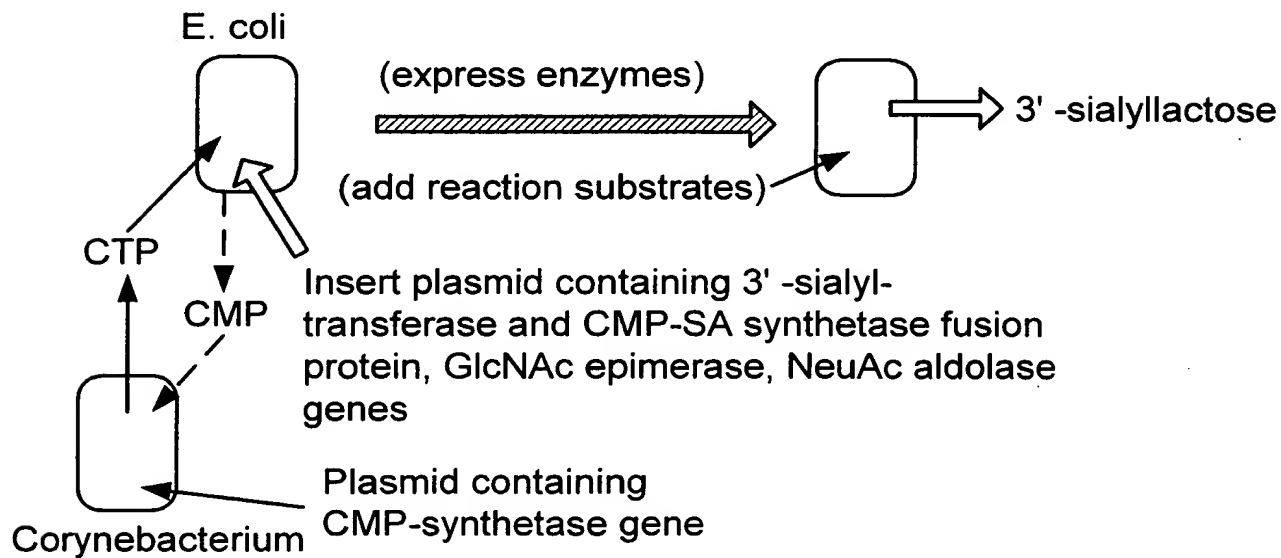 E. coli
(express enzymes)
3' -sialyllactose
(add reaction substrates)
CTP
CMP
Insert plasmid containing 3' -sialyl-
transferase and CMP-SA synthetase fusion
protein, GlcNAc epimerase, NeuAc aldolase
genes
Plasmid containing
CMP-synthetase gene
Corynebacterium